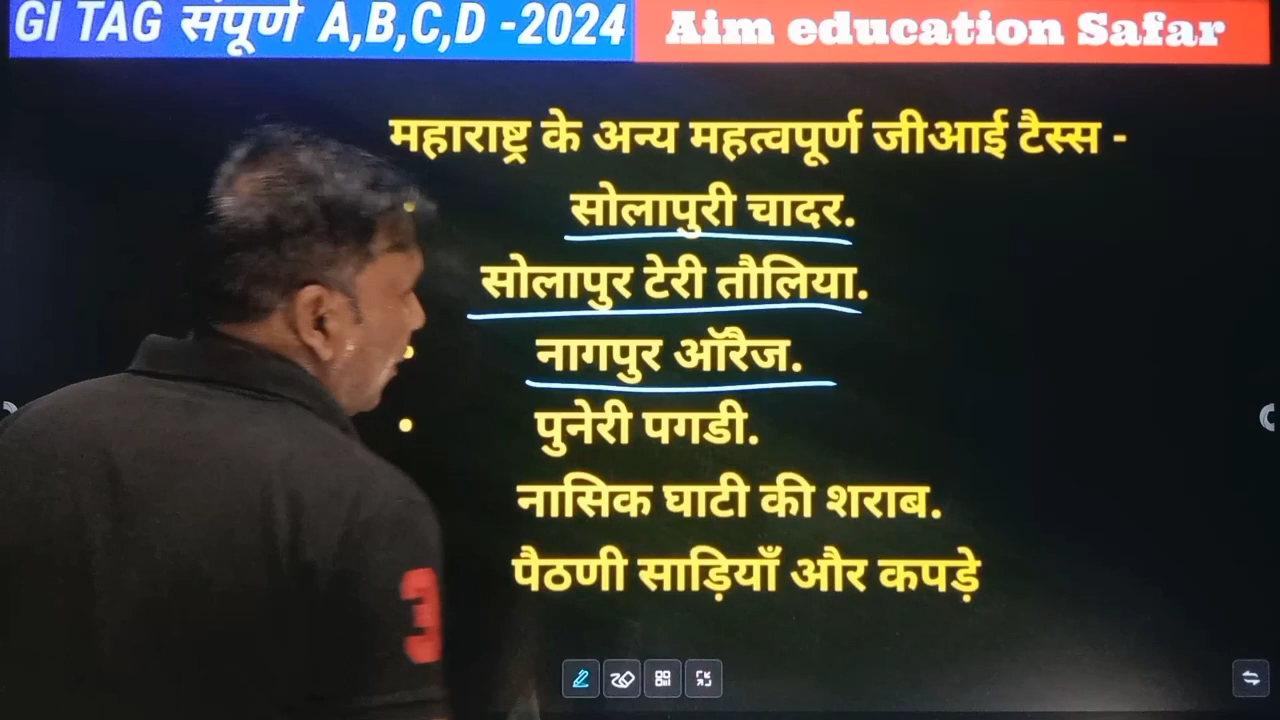 GI TAG संपूर्ण A,B,C,D -2024
Aim education Safar
महाराष्ट्र के अन्य महत्वपूर्ण जीआई टैस्स -
सोलापुरी चादर.
सोलापुर टेरी तौलिया.
नागपुर ऑरैज.
पुनेरी पगडी.
नासिक घाटी की शराब.
पैठणी साड़ियाँ और कपड़े
3